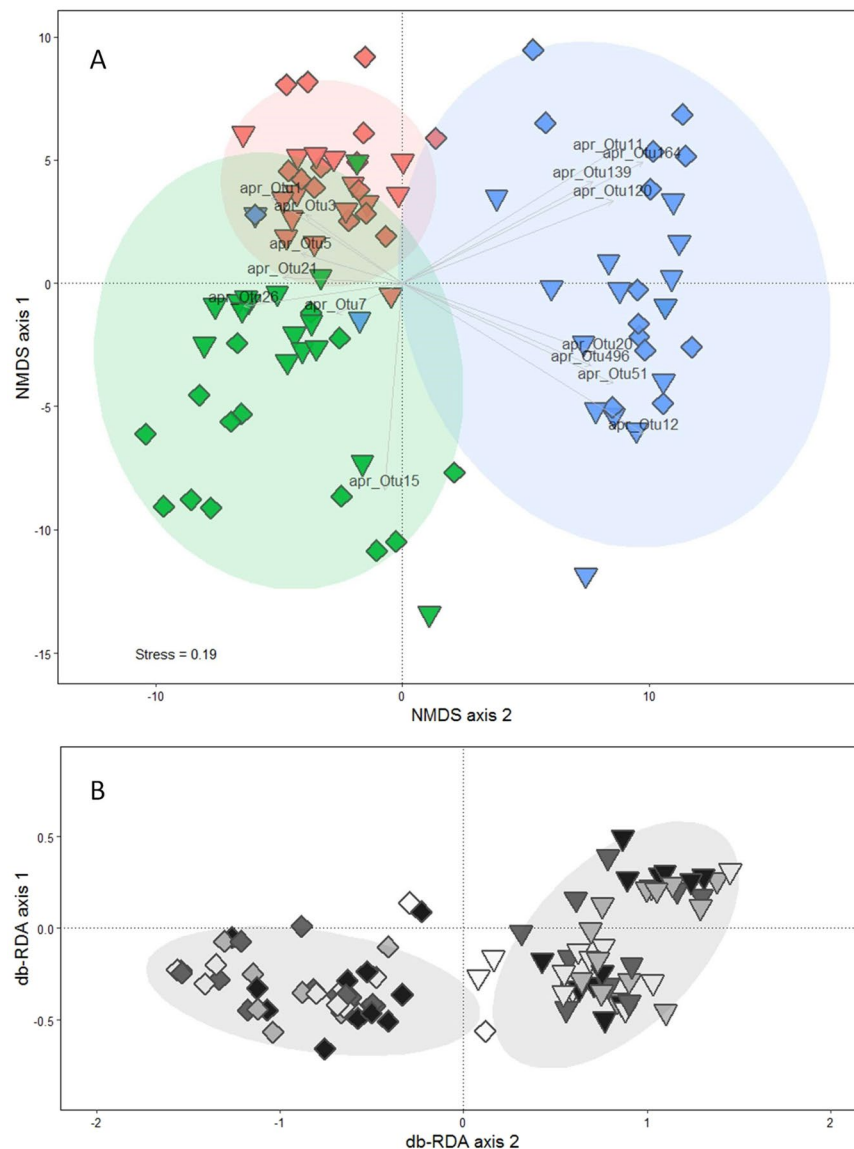 A
10
5
0
-5
-10
-15
NMDS axis 1
apr_Otu11
apr_Otu164
apr_Otu139
apr_Otu120
apr_Otu1
apr_Otu3
apr_Otu5
apr_Otu21
apr_Otu26
apr_Otu7
apr_Otu20
apr_Otu496
apr_Otu51
apr_Otu12
apr_Otu15
Stress = 0.19
-10 0 10
NMDS axis 2
B
0.5
0.0
-0.5
db-RDA axis 1
-2 -1 0 1 2
db-RDA axis 2